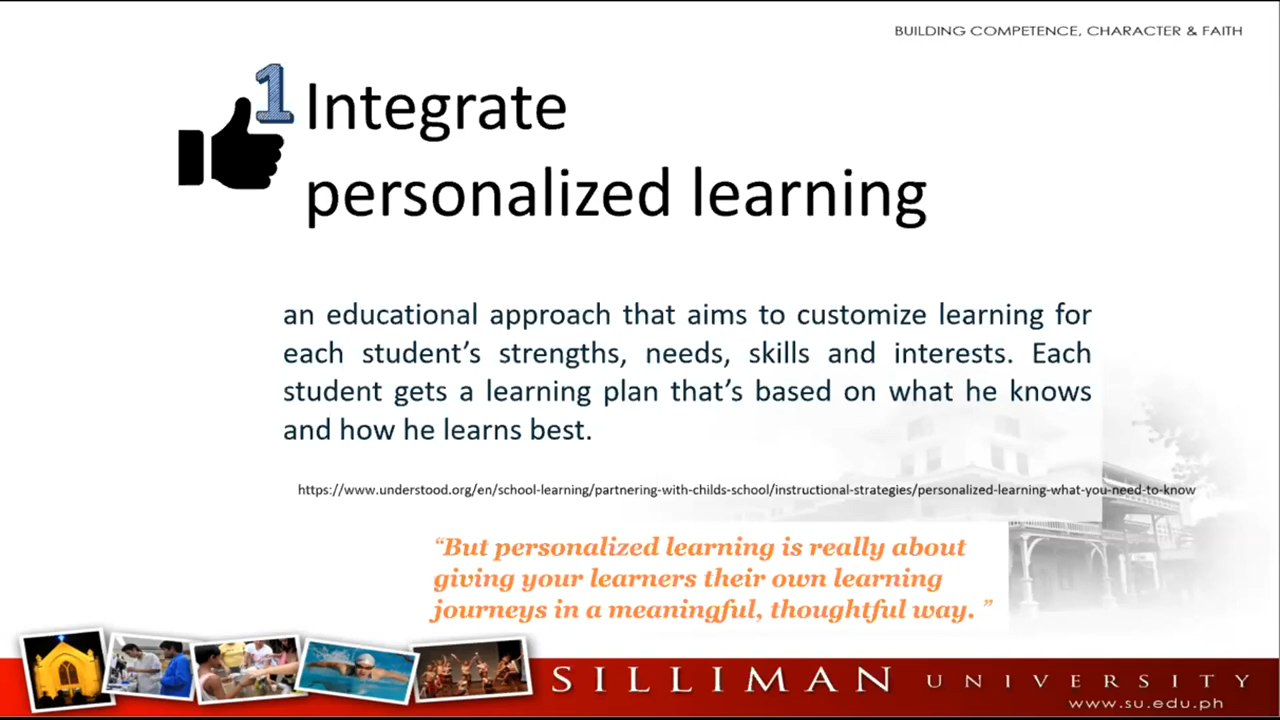 BUILDING COMPETENCE, CHARACTER & FAITH
1
Integrate
personalized learning
an educational approach that aims to customize learning for
each student’s strengths, needs, skills and interests. Each
student gets a learning plan that’s based on what he knows
and how he learns best.
https://www.understood.org/en/school-learning/partnering-with-childs-school/instructional-strategies/personalized-learning-what-you-need-to-know
“But personalized learning is really about
giving your learners their own learning
journeys in a meaningful, thoughtful way. ”
SILLIMAN UNIVERSITY
www.su.edu.ph